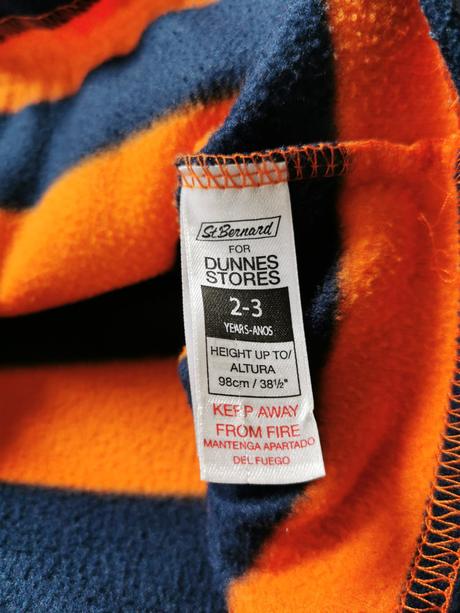 St.Bernard
FOR
DUNNES
STORES
2-3
YEARS-ANOS
HEIGHT UP TO/
ALTURA
98cm / 38½"
KEEP AWAY
FROM FIRE
MANTENGA APARTADO
DEL FUEGO